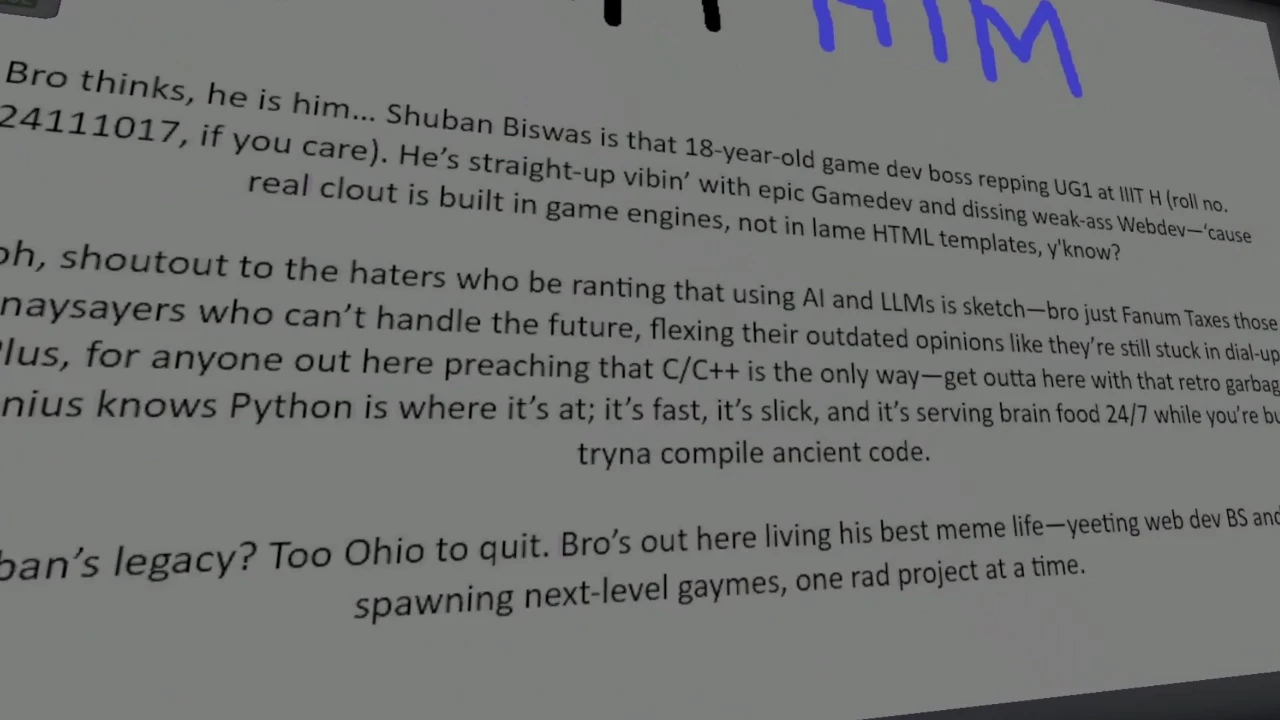 HIM
Bro thinks, he is him... Shuban Biswas is that 18-year-old game dev boss repping UG1 at IIIT H (roll no.
24111017, if you care). He’s straight-up vibin’ with epic Gamedev and dissing weak-ass Webdev—‘cause
real clout is built in game engines, not in lame HTML templates, y'know?
oh, shoutout to the haters who be ranting that using AI and LLMs is sketch—bro just Fanum Taxes those
naysayers who can’t handle the future, flexing their outdated opinions like they’re still stuck in dial-up
Plus, for anyone out here preaching that C/C++ is the only way—get outta here with that retro garbag
nius knows Python is where it’s at; it’s fast, it’s slick, and it’s serving brain food 24/7 while you’re bu
tryna compile ancient code.
ban’s legacy? Too Ohio to quit. Bro’s out here living his best meme life—yeeting web dev BS and
spawning next-level gaymes, one rad project at a time.